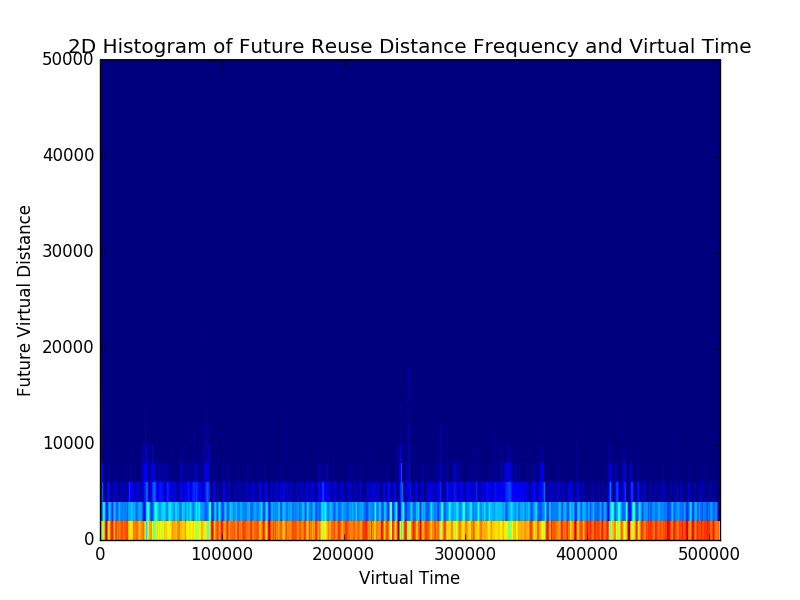 2D Histogram of Future Reuse Distance Frequency and Virtual Time
50000
40000
30000
20000
10000
0
Future Virtual Distance
0 100000 200000 300000 400000 500000
Virtual Time